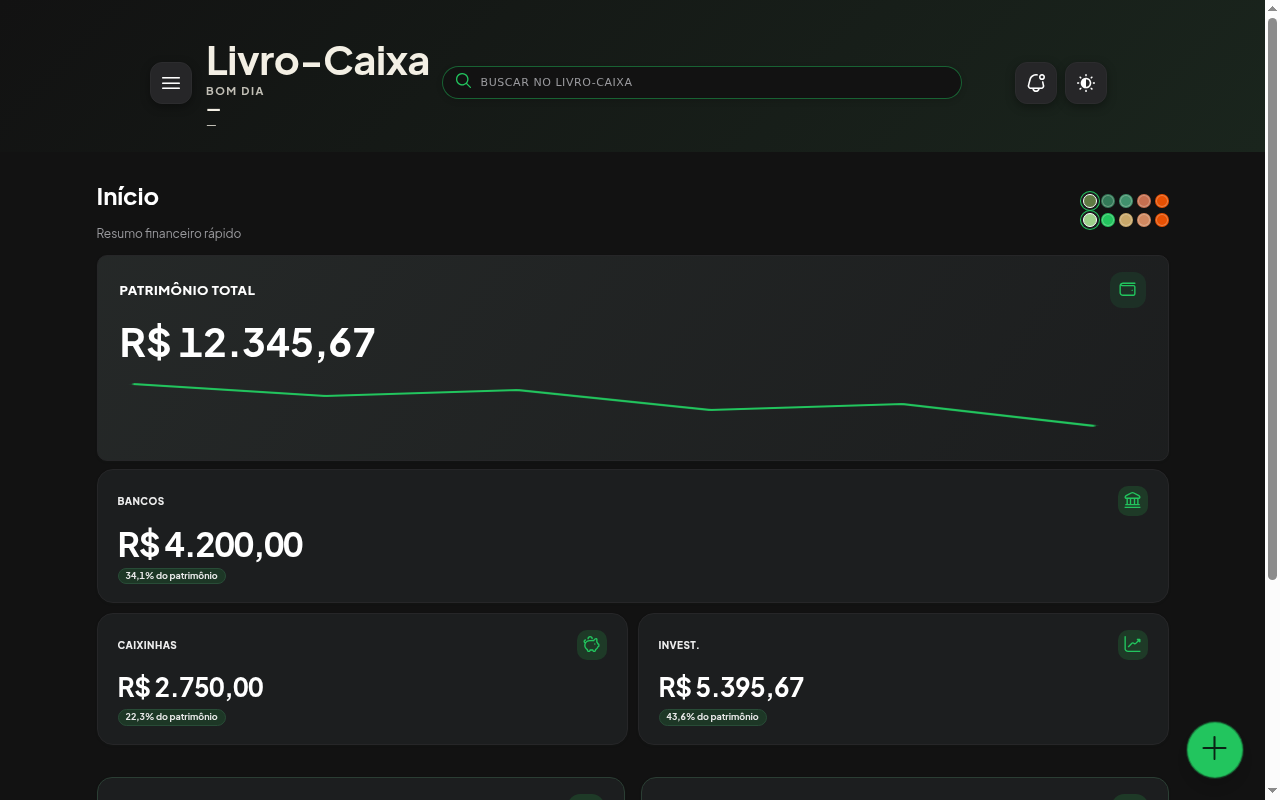 Livro-Caixa
BOM DIA
—
—
BUSCAR NO LIVRO-CAIXA
Início
Resumo financeiro rápido
PATRIMÔNIO TOTAL
R$ 12.345,67
BANCOS
R$ 4.200,00
34,1% do patrimônio
CAIXINHAS
R$ 2.750,00
22,3% do patrimônio
INVEST.
R$ 5.395,67
43,6% do patrimônio